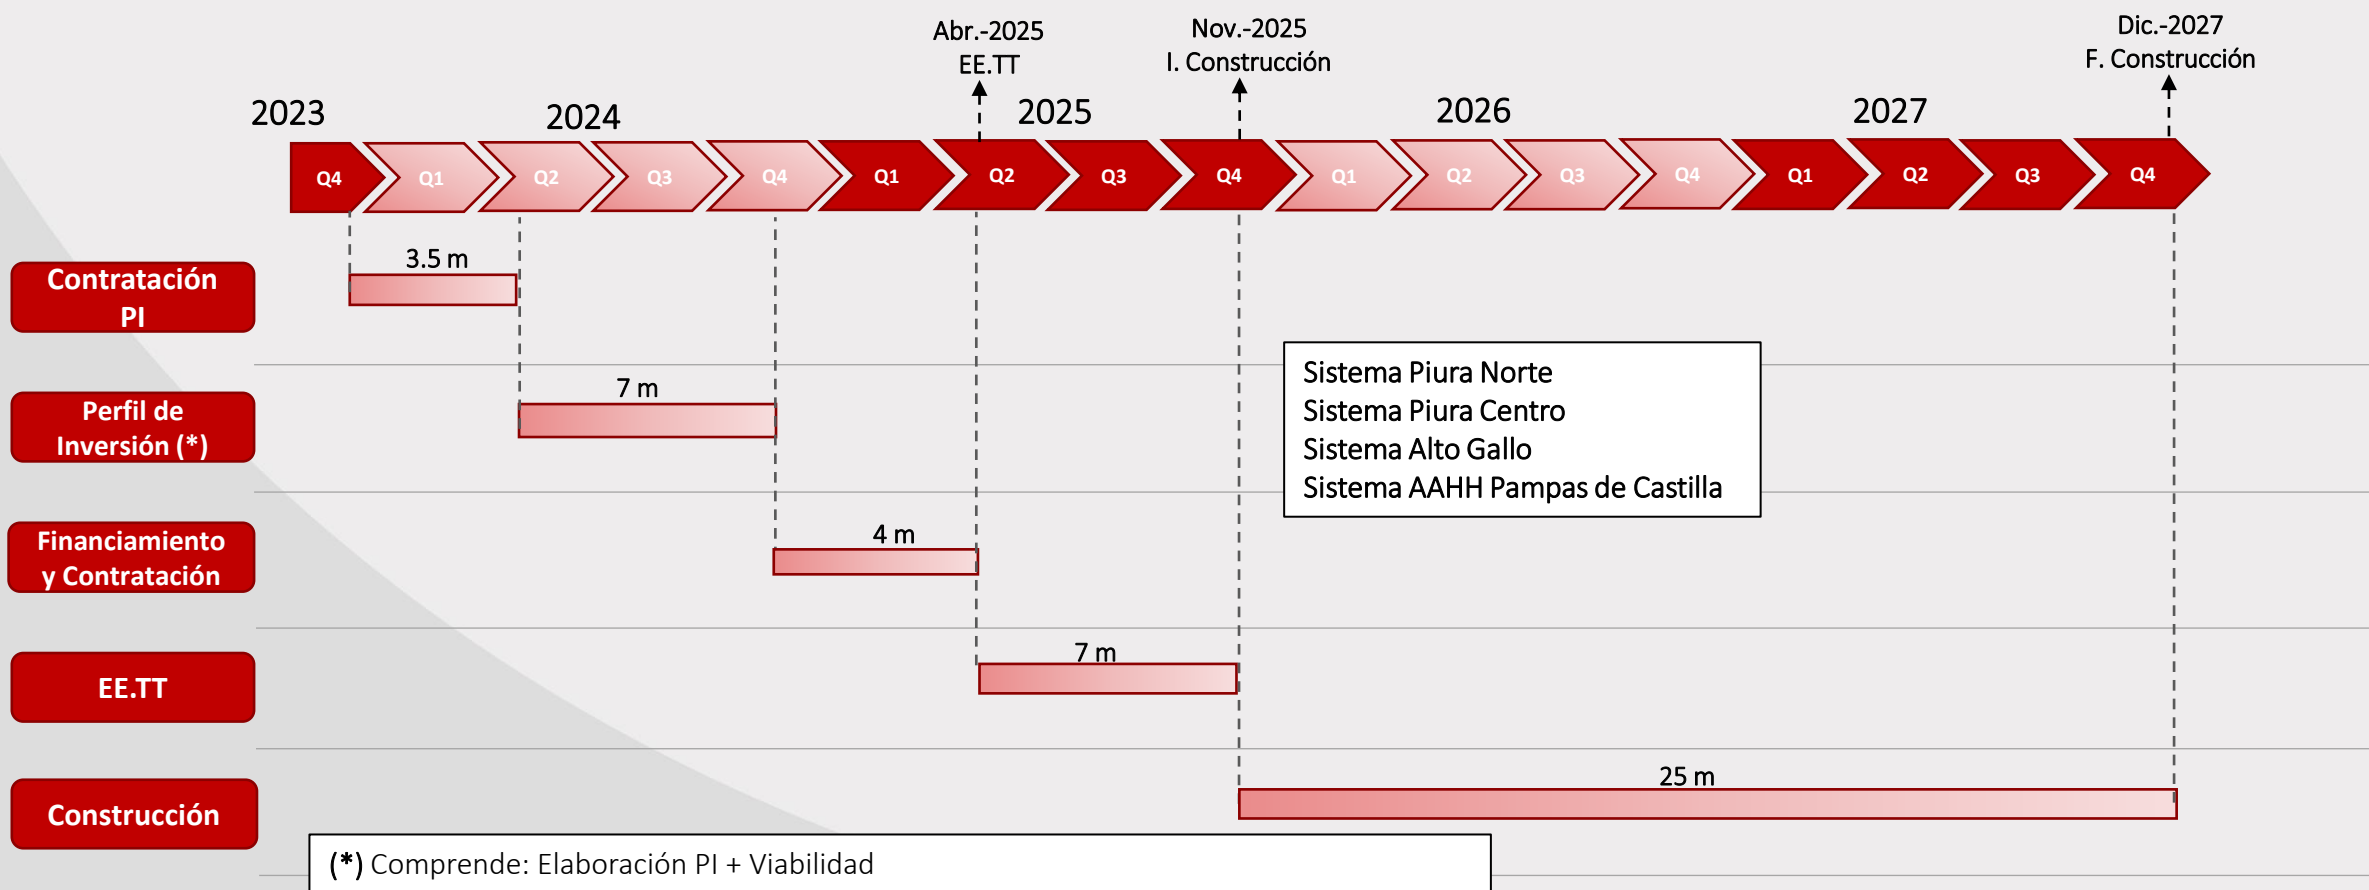 Abr.-2025
EE.TT
Nov.-2025
I. Construcción
Dic.-2027
F. Construcción
2023
2024
2025
2026
2027
Q4
Q1
Q2
Q3
Q4
Q1
Q2
Q3
Q4
Q1
Q2
Q3
Q4
Q1
Q2
Q3
Q4
Contratación
PI
3.5 m
Perfil de
Inversión (*)
7 m
Sistema Piura Norte
Sistema Piura Centro
Sistema Alto Gallo
Sistema AAHH Pampas de Castilla
Financiamiento
y Contratación
4 m
EE.TT
7 m
Construcción
25 m
(*) Comprende: Elaboración PI + Viabilidad